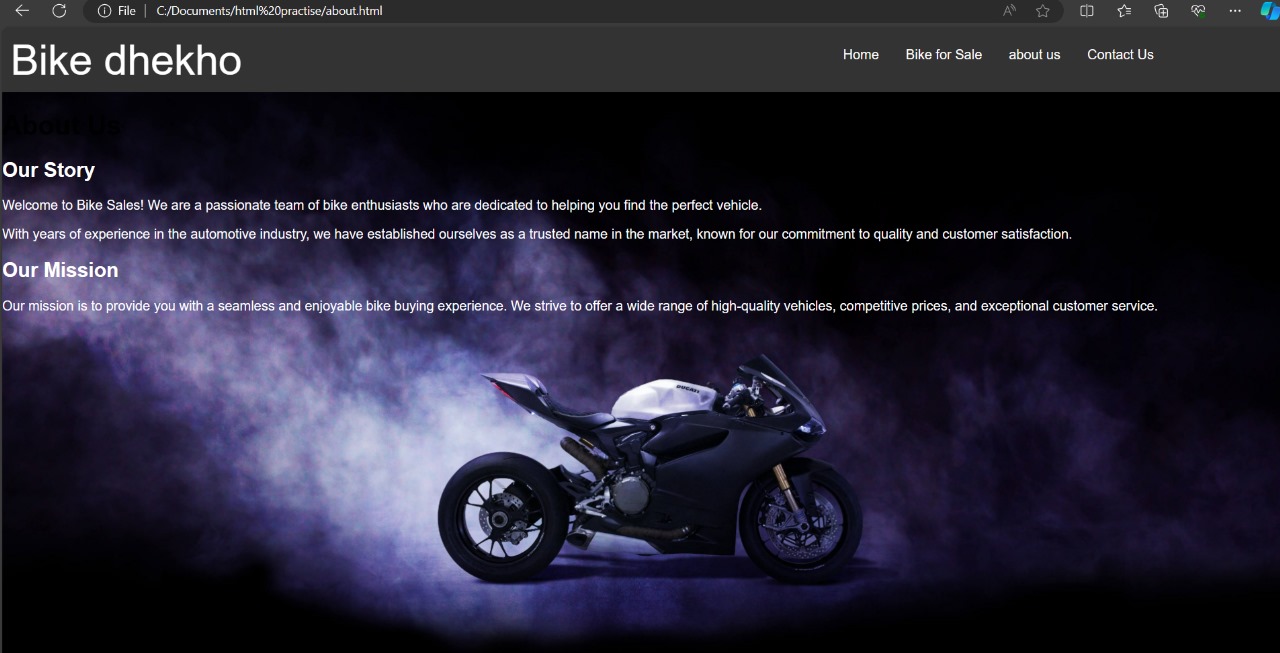 File
C:/Documents/html%20practise/about.html
Bike dhekho
Home
Bike for Sale
about us
Contact Us
About Us
Our Story
Welcome to Bike Sales! We are a passionate team of bike enthusiasts who are dedicated to helping you find the perfect vehicle.
With years of experience in the automotive industry, we have established ourselves as a trusted name in the market, known for our commitment to quality and customer satisfaction.
Our Mission
Our mission is to provide you with a seamless and enjoyable bike buying experience. We strive to offer a wide range of high-quality vehicles, competitive prices, and exceptional customer service.
DUCATI